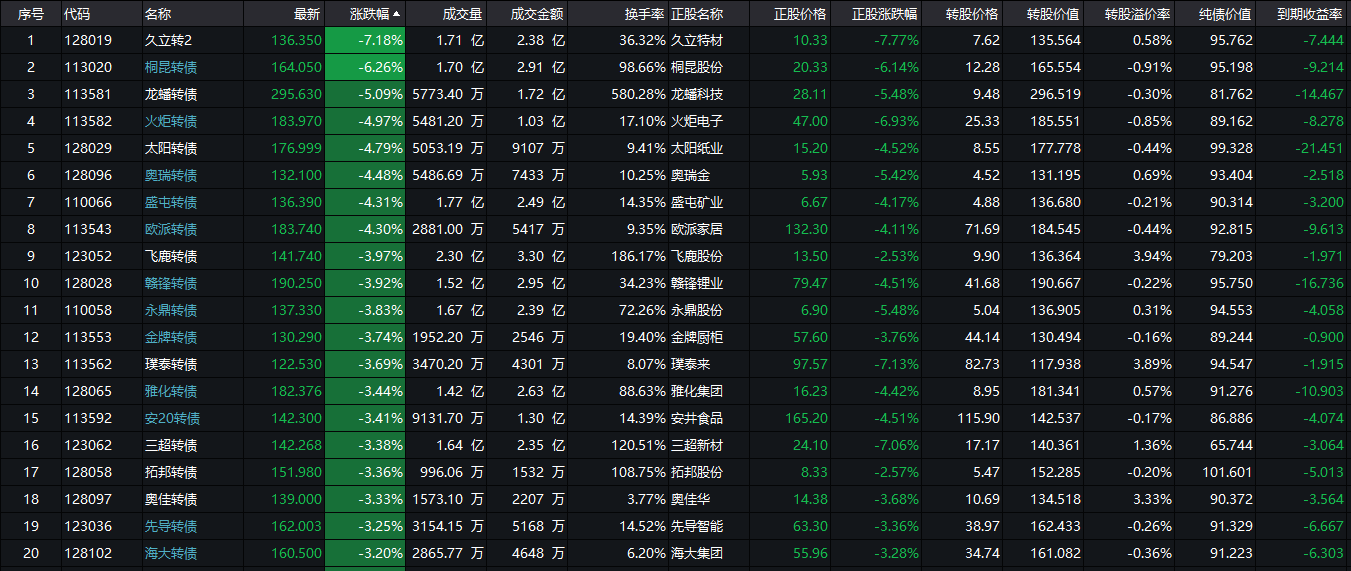 序号 代码 名称 最新 涨跌幅 成交量 成交金额 换手率 正股名称 正股价格 正股涨跌幅 转股价格 转股价值 转股溢价率 纯债价值 到期收益率
1 128019 久立转2 136.350 -7.18% 1.71 亿 2.38 亿 36.32% 久立特材 10.33 -7.77% 7.62 135.564 0.58% 95.762 -7.444
2 113020 桐昆转债 164.050 -6.26% 1.70 亿 2.91 亿 98.66% 桐昆股份 20.33 -6.14% 12.28 165.554 -0.91% 95.198 -9.214
3 113581 龙蟠转债 295.630 -5.09% 5773.40 万 1.72 亿 580.28% 龙蟠科技 28.11 -5.48% 9.48 296.519 -0.30% 81.762 -14.467
4 113582 火炬转债 183.970 -4.97% 5481.20 万 1.03 亿 17.10% 火炬电子 47.00 -6.93% 25.33 185.551 -0.85% 89.162 -8.278
5 128029 太阳转债 176.999 -4.79% 5053.19 万 9107 万 9.41% 太阳纸业 15.20 -4.52% 8.55 177.778 -0.44% 99.328 -21.451
6 128096 奥瑞转债 132.100 -4.48% 5486.69 万 7433 万 10.25% 奥瑞金 5.93 -5.42% 4.52 131.195 0.69% 93.404 -2.518
7 110066 盛屯转债 136.390 -4.31% 1.77 亿 2.49 亿 14.35% 盛屯矿业 6.67 -4.17% 4.88 136.680 -0.21% 90.314 -3.200
8 113543 欧派转债 183.740 -4.30% 2881.00 万 5417 万 9.35% 欧派家居 132.30 -4.11% 71.69 184.545 -0.44% 92.815 -9.613
9 123052 飞鹿转债 141.740 -3.97% 2.30 亿 3.30 亿 186.17% 飞鹿股份 13.50 -2.53% 9.90 136.364 3.94% 79.203 -1.971
10 128028 赣锋转债 190.250 -3.92% 1.52 亿 2.95 亿 34.23% 赣锋锂业 79.47 -4.51% 41.68 190.667 -0.22% 95.750 -16.736
11 110058 永鼎转债 137.330 -3.83% 1.67 亿 2.39 亿 72.26% 永鼎股份 6.90 -5.48% 5.04 136.905 0.31% 94.553 -4.058
12 113553 金牌转债 130.290 -3.74% 1952.20 万 2546 万 19.40% 金牌厨柜 57.60 -3.76% 44.14 130.494 -0.16% 89.244 -0.900
13 113562 璞泰转债 122.530 -3.69% 3470.20 万 4301 万 8.07% 璞泰来 97.57 -7.13% 82.73 117.938 3.89% 94.547 -1.915
14 128065 雅化转债 182.376 -3.44% 1.42 亿 2.63 亿 88.63% 雅化集团 16.23 -4.42% 8.95 181.341 0.57% 91.276 -10.903
15 113592 安20转债 142.300 -3.41% 9131.70 万 1.30 亿 14.39% 安井食品 165.20 -4.51% 115.90 142.537 -0.17% 86.886 -4.074
16 123062 三超转债 142.268 -3.38% 1.64 亿 2.35 亿 120.51% 三超新材 24.10 -7.06% 17.17 140.361 1.36% 65.744 -3.064
17 128058 拓邦转债 151.980 -3.36% 996.06 万 1532 万 108.75% 拓邦股份 8.33 -2.57% 5.47 152.285 -0.20% 101.601 -5.013
18 128097 奥佳转债 139.000 -3.33% 1573.10 万 2207 万 3.77% 奥佳华 14.38 -3.68% 10.69 134.518 3.33% 90.372 -3.564
19 123036 先导转债 162.003 -3.25% 3154.15 万 5168 万 14.52% 先导智能 63.30 -3.36% 38.97 162.433 -0.26% 91.329 -6.667
20 128102 海大转债 160.500 -3.20% 2865.77 万 4648 万 6.20% 海大集团 55.96 -3.28% 34.74 161.082 -0.36% 91.223 -6.303